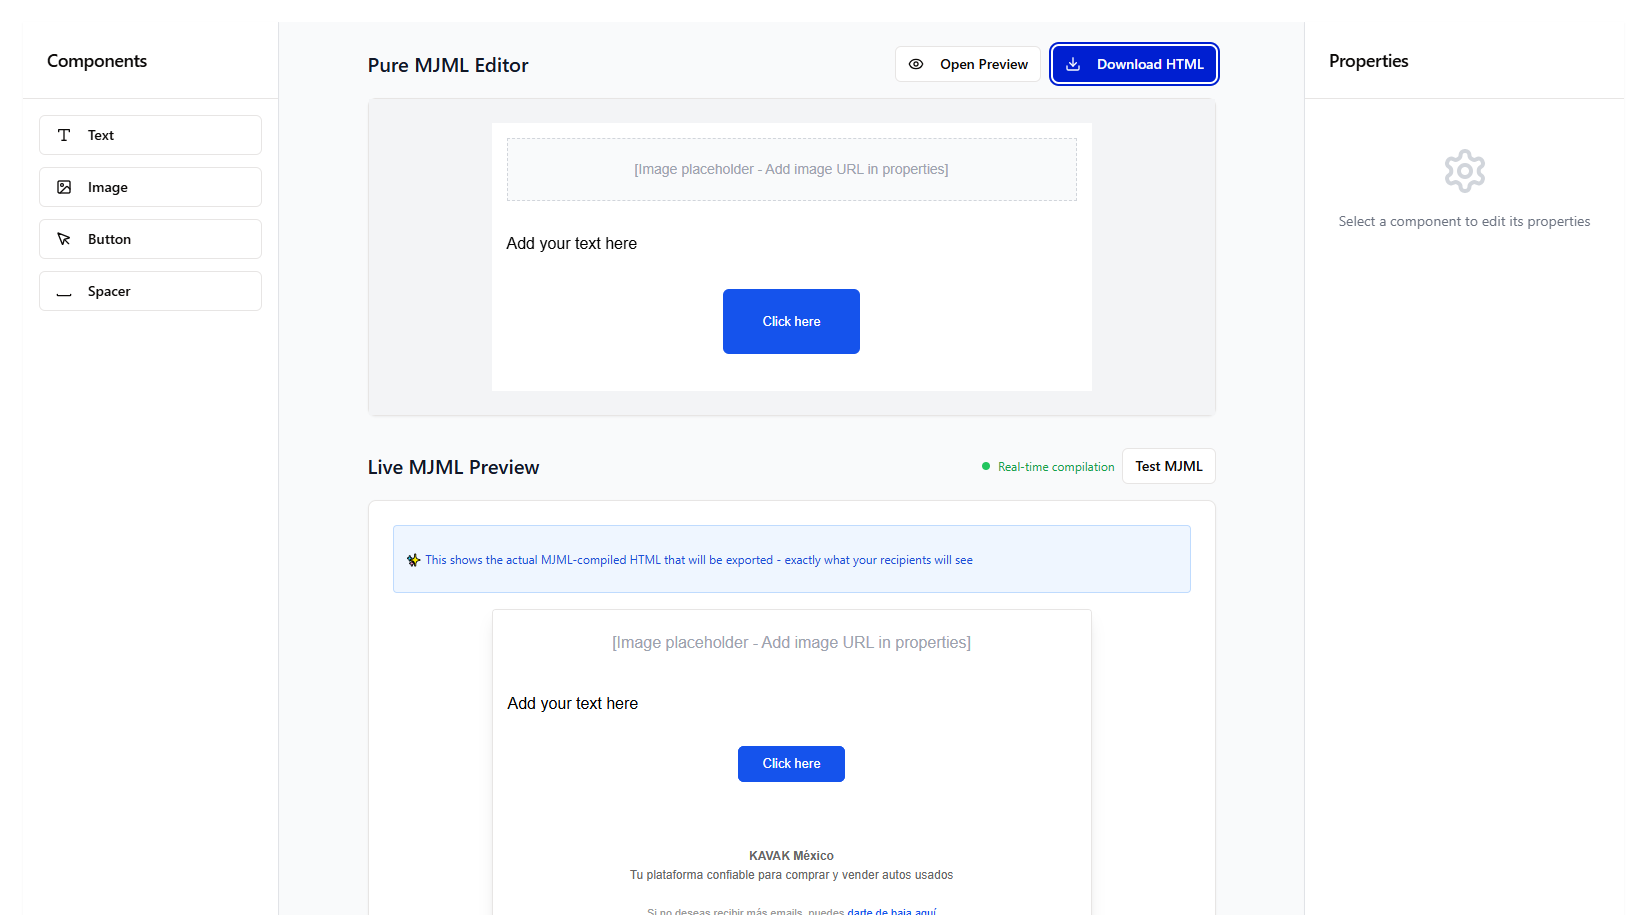 Components
Text
Image
Button
Spacer
Pure MJML Editor
Open Preview
Download HTML
[Image placeholder - Add image URL in properties]
Add your text here
Click here
Live MJML Preview
Real-time compilation
Test MJML
✨ This shows the actual MJML-compiled HTML that will be exported - exactly what your recipients will see
[Image placeholder - Add image URL in properties]
Add your text here
Click here
KAVAK México
Tu plataforma confiable para comprar y vender autos usados
Si no deseas recibir más emails, puedes darte de baja aquí
Properties
Select a component to edit its properties